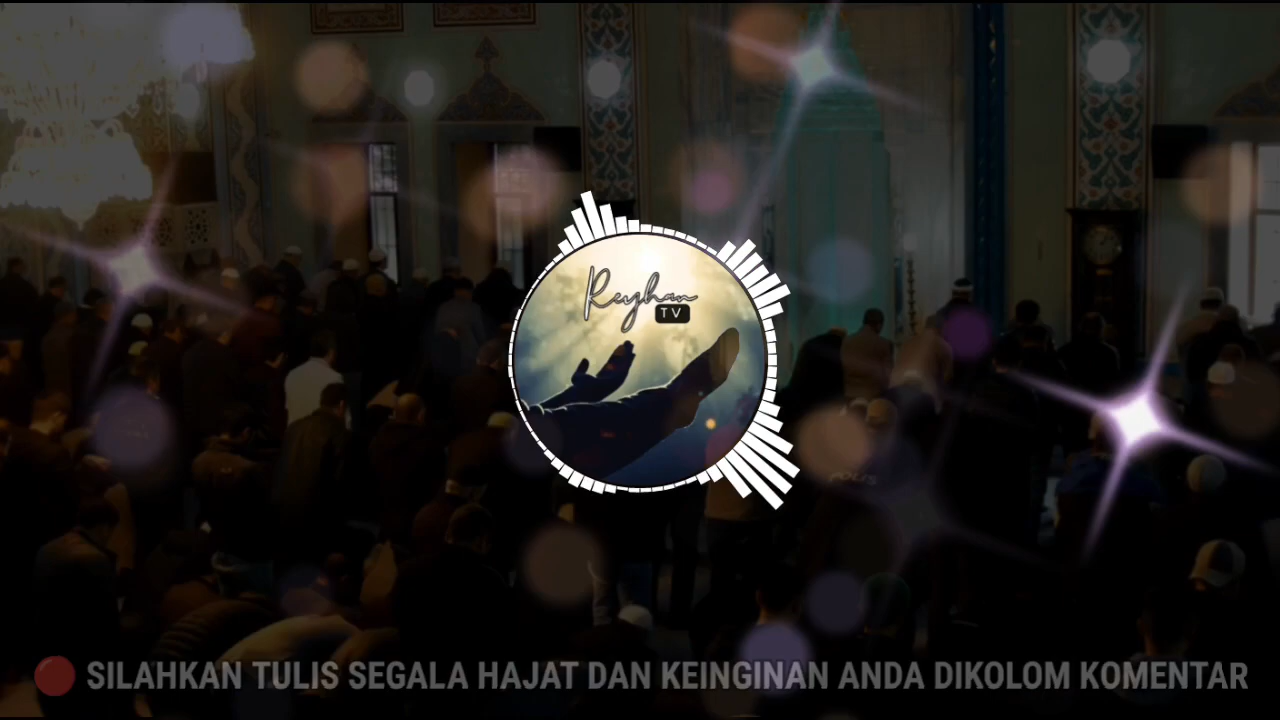 Reyhan
TV
SILAHKAN TULIS SEGALA HAJAT DAN KEINGINAN ANDA DIKOLOM KOMENTAR